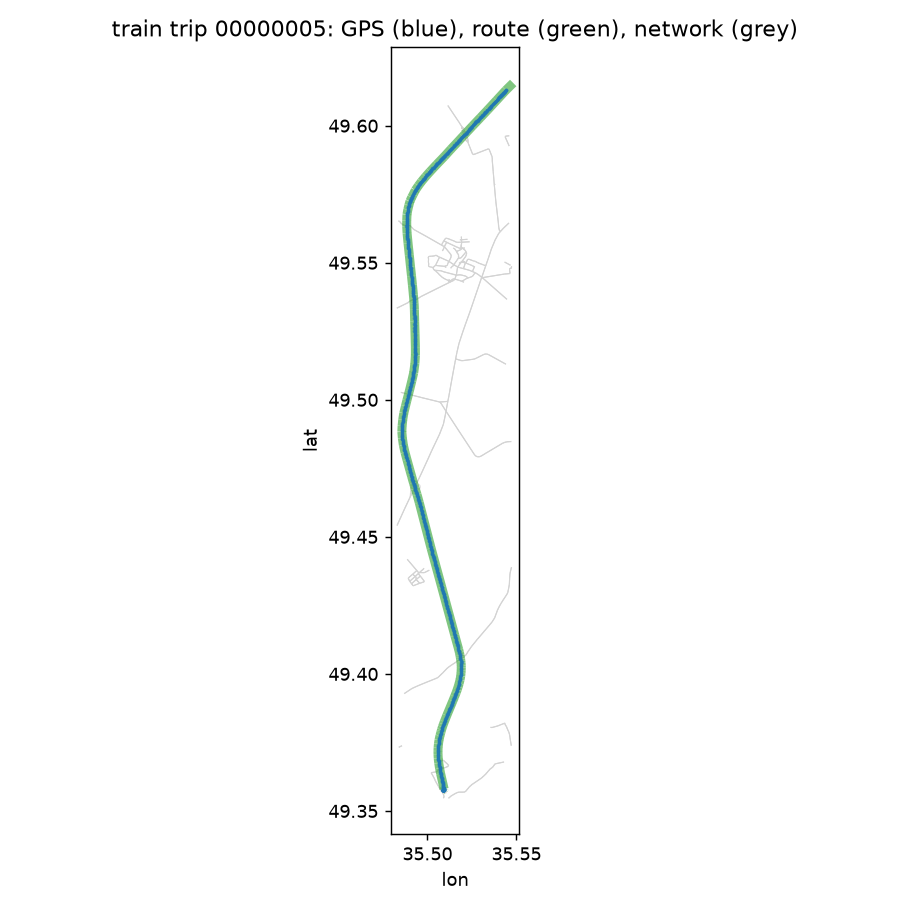 train trip 00000005: GPS (blue), route (green), network (grey)
49.60
49.55
49.50
lat
49.45
49.40
49.35
35.50 35.55
lon